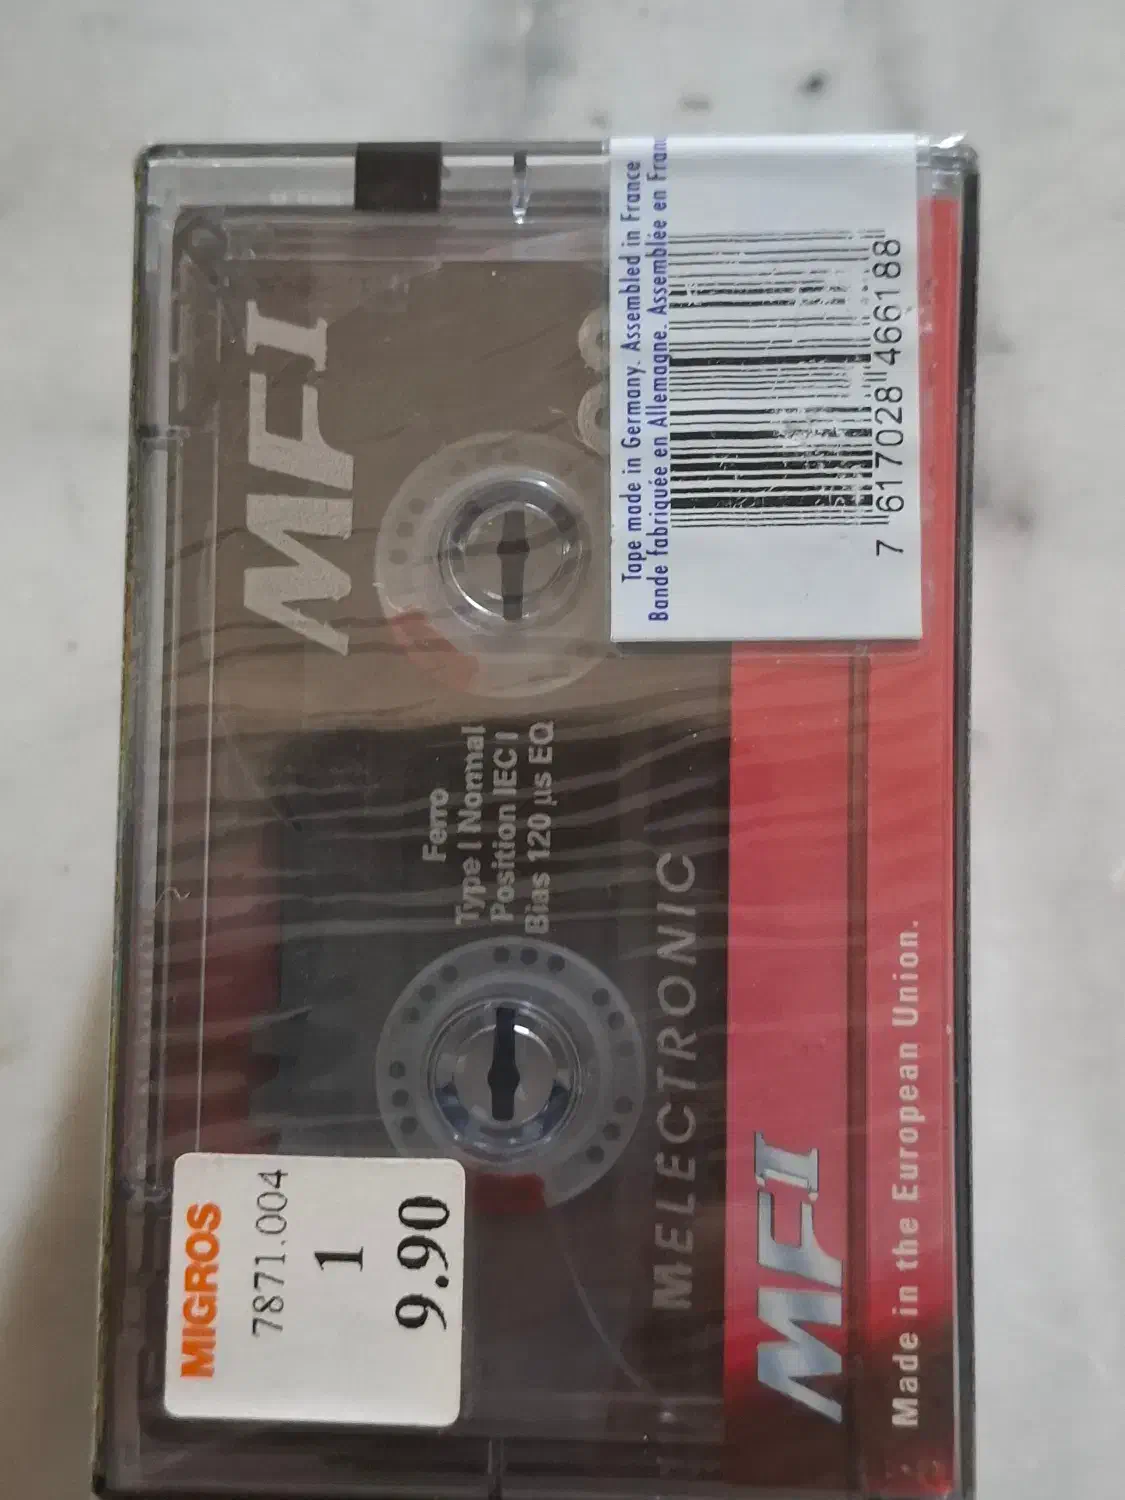 MFI
Ferro
Type I Normal
Position IEC I
Bias 120 µs EQ
MELECTRONIC
MFI
Made in the European Union.
MIGROS
7871.004
1
9.90
Tape made in Germany. Assembled in France
Bande fabriquée en Allemagne. Assemblée en Franc
7 617028 466188